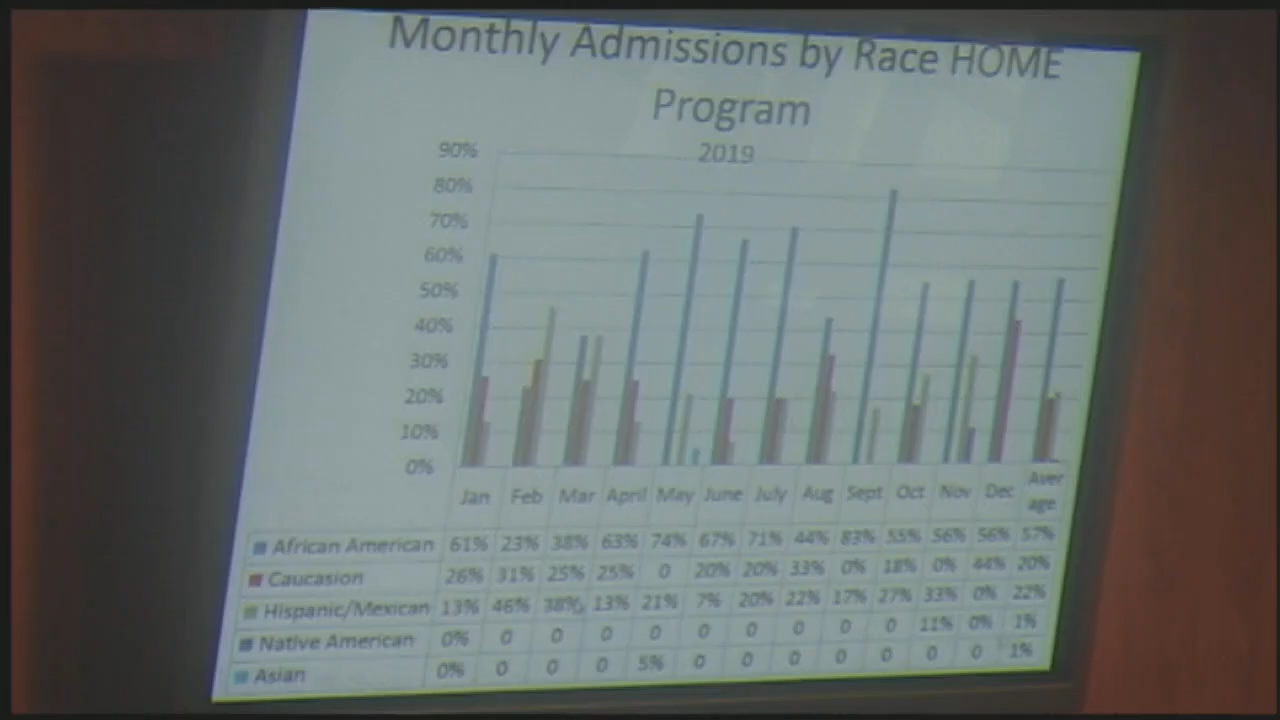 Monthly Admissions by Race HOME
Program
2019
90%
80%
70%
60%
50%
40%
30%
20%
10%
0%
Jan Feb Mar April May June July Aug Sept Oct Nov Dec Aver
age
African American 61% 23% 38% 63% 74% 67% 71% 44% 83% 55% 56% 56% 57%
Caucasion 26% 31% 25% 25% 0 20% 20% 33% 0% 18% 0% 44% 20%
Hispanic/Mexican 13% 46% 38% 13% 21% 7% 20% 22% 17% 27% 33% 0% 22%
Native American 0% 0 0 0 0 0 0 0 0 0 11% 0% 1%
Asian 0% 0 0 0 5% 0 0 0 0 0 0 0 1%